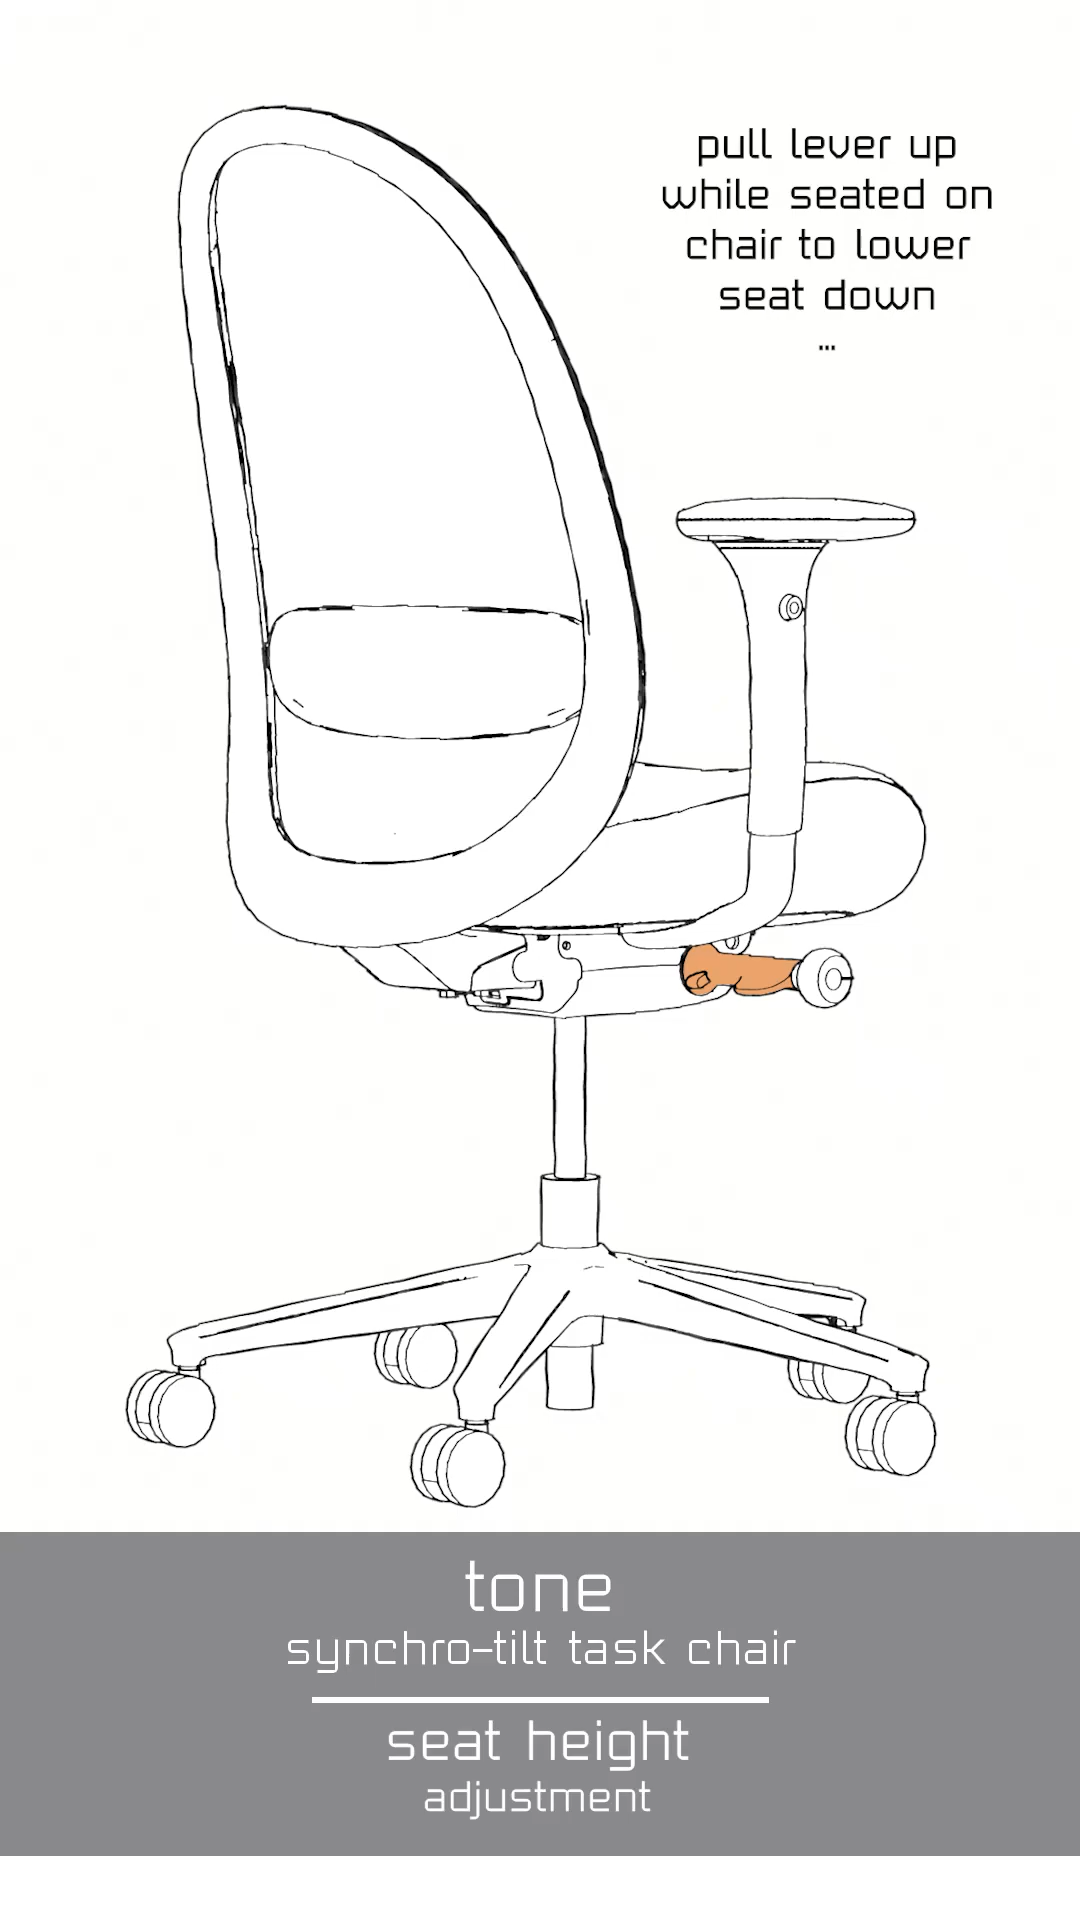 pull lever up
while seated on
chair to lower
seat down
...
tone
synchro-tilt task chair
seat height
adjustment